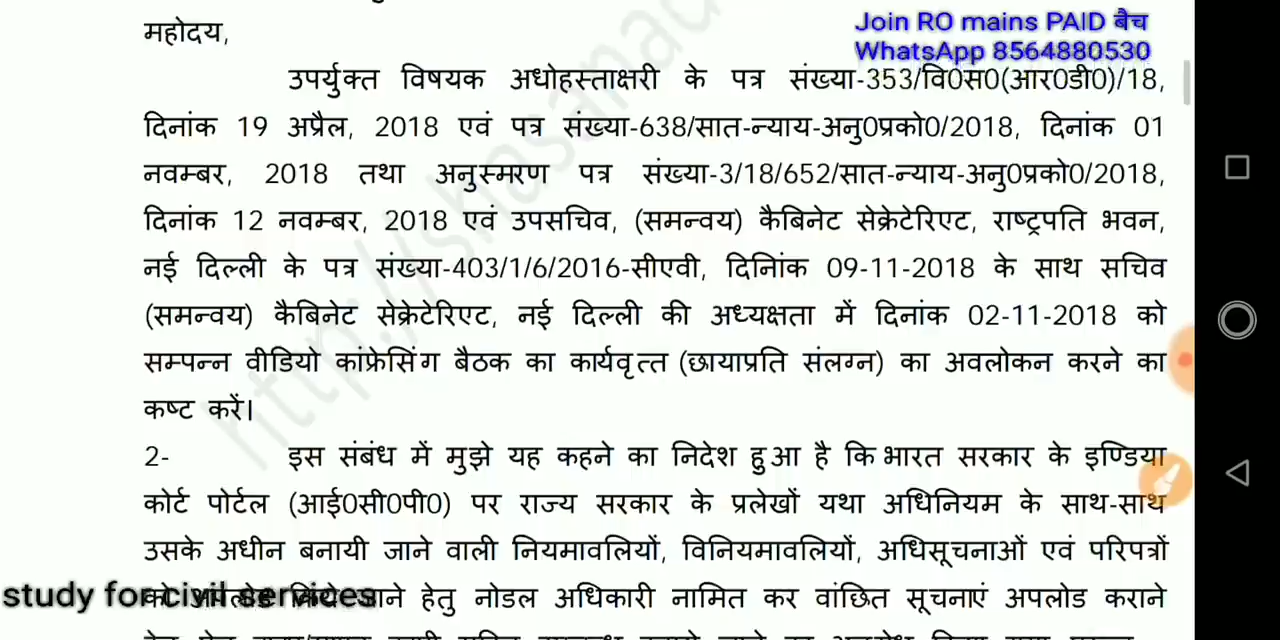 महोदय,
Join RO mains PAID बैच
WhatsApp 8564880530
उपर्युक्त विषयक अधोहस्ताक्षरी के पत्र संख्या-353/वि0स0(आर0डी0)/18,
दिनांक 19 अप्रैल, 2018 एवं पत्र संख्या-638/सात-न्याय-अनु0प्रको0/2018, दिनांक 01
नवम्बर, 2018 तथा अनुस्मरण पत्र संख्या-3/18/652/सात-न्याय-अनु0प्रको0/2018,
दिनांक 12 नवम्बर, 2018 एवं उपसचिव, (समन्वय) कैबिनेट सेक्रेटेरिएट, राष्ट्रपति भवन,
नई दिल्ली के पत्र संख्या-403/1/6/2016-सीएवी, दिनिांक 09-11-2018 के साथ सचिव
(समन्वय) कैबिनेट सेक्रेटेरिएट, नई दिल्ली की अध्यक्षता में दिनांक 02-11-2018 को
सम्पन्न वीडियो कांफ्रेसिंग बैठक का कार्यवृत्त (छायाप्रति संलग्न) का अवलोकन करने का
कष्ट करें।
2- इस संबंध में मुझे यह कहने का निदेश हुआ है कि भारत सरकार के इण्डिया
कोर्ट पोर्टल (आई0सी0पी0) पर राज्य सरकार के प्रलेखों यथा अधिनियम के साथ-साथ
उसके अधीन बनायी जाने वाली नियमावलियों, विनियमावलियों, अधिसूचनाओं एवं परिपत्रों
को किये जाने हेतु नोडल अधिकारी नामित कर वांछित सूचनाएं अपलोड कराने
study for civil services
http://shasanad